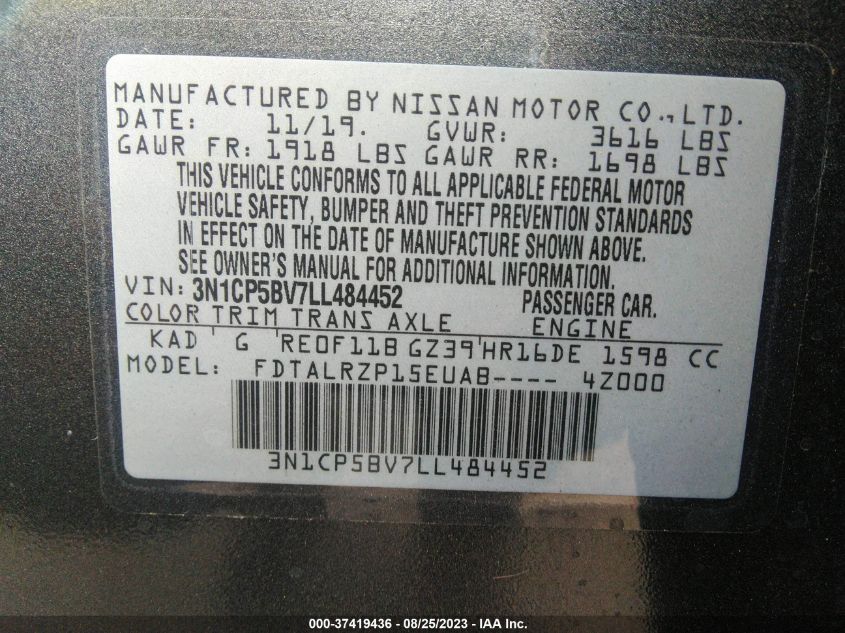 MANUFACTURED BY NISSAN MOTOR CO.,LTD.
DATE: 11/19. GVWR: 3616 LBS
GAWR FR: 1918 LBS GAWR RR: 1698 LBS
THIS VEHICLE CONFORMS TO ALL APPLICABLE FEDERAL MOTOR
VEHICLE SAFETY, BUMPER AND THEFT PREVENTION STANDARDS
IN EFFECT ON THE DATE OF MANUFACTURE SHOWN ABOVE.
SEE OWNER'S MANUAL FOR ADDITIONAL INFORMATION.
VIN: 3N1CP5BV7LL484452 PASSENGER CAR.
COLOR TRIM TRANS AXLE ENGINE
KAD ' G 'RE0F11B GZ39'HR16DE 1598 CC
MODEL: FDTALRZP15EUAB---- 4Z000
3N1CP5BV7LL484452
000-37419436 - 08/25/2023 - IAA Inc.